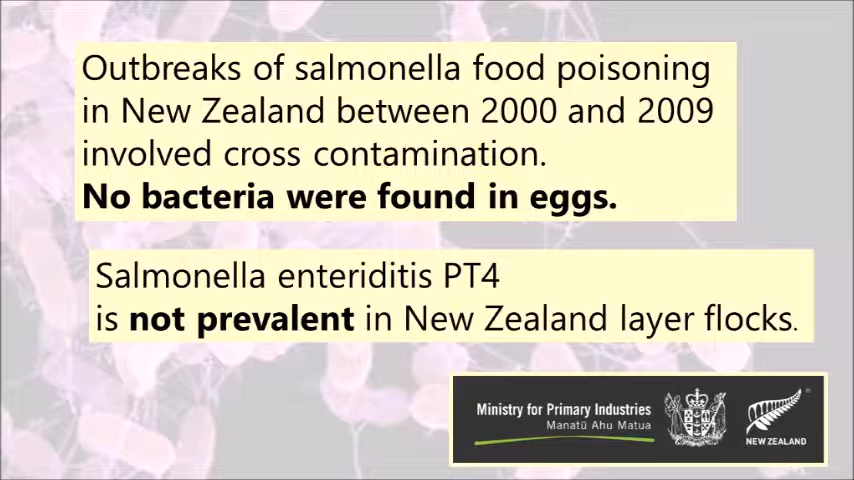 Outbreaks of salmonella food poisoning
in New Zealand between 2000 and 2009
involved cross contamination.
No bacteria were found in eggs.
Salmonella enteriditis PT4
is not prevalent in New Zealand layer flocks.
Ministry for Primary Industries
Manatū Ahu Matua
NEW ZEALAND